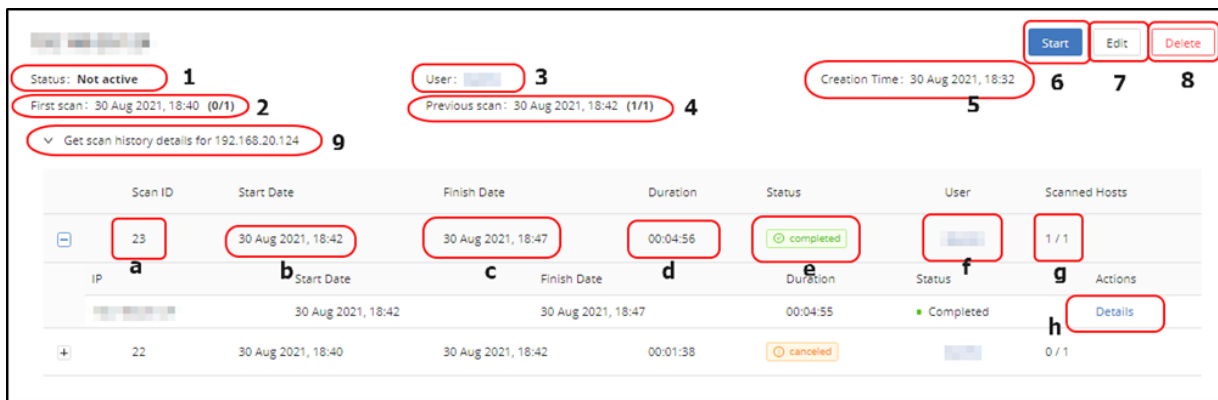 Start Edit Delete
6 7 8
Status: Not active 1 User: 3 Creation Time: 30 Aug 2021, 18:32 5
First scan: 30 Aug 2021, 18:40 (0/1) 2 Previous scan: 30 Aug 2021, 18:42 (1/1) 4
Get scan history details for 192.168.20.124 9
Scan ID Start Date Finish Date Duration Status User Scanned Hosts
23 30 Aug 2021, 18:42 30 Aug 2021, 18:47 00:04:56 completed 1 / 1
a b c d e f g
IP Start Date Finish Date Duration Status Actions
30 Aug 2021, 18:42 30 Aug 2021, 18:47 00:04:55 Completed h Details
22 30 Aug 2021, 18:40 30 Aug 2021, 18:42 00:01:38 canceled 0 / 1